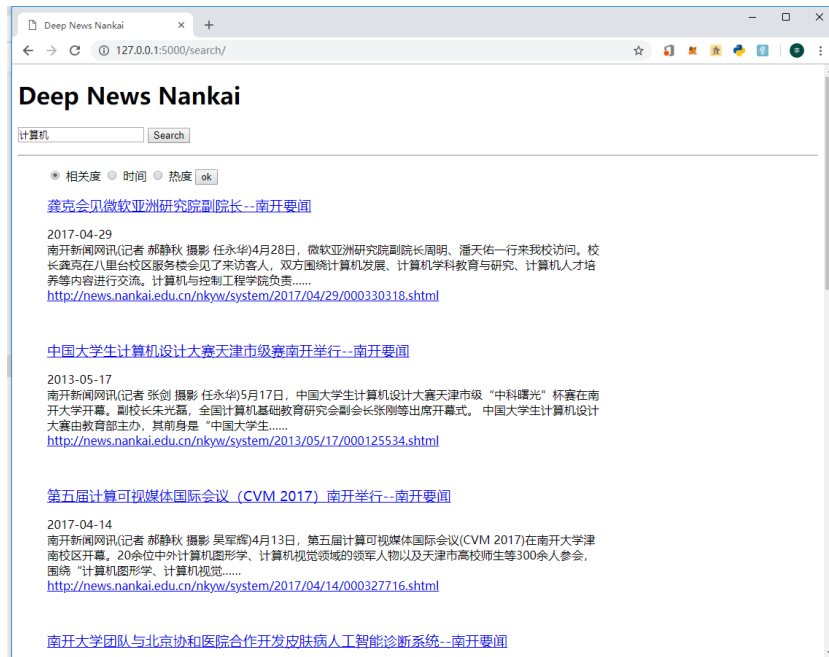 Deep News Nankai
127.0.0.1:5000/search/
Deep News Nankai
计算机 Search
相关度 时间 热度 ok
龚克会见微软亚洲研究院副院长--南开要闻
2017-04-29
南开新闻网讯(记者 郝静秋 摄影 任永华)4月28日，微软亚洲研究院副院长周明、潘天佑一行来我校访问。校
长龚克在八里台校区服务楼会见了来访客人，双方围绕计算机发展、计算机学科教育与研究、计算机人才培
养等内容进行交流。计算机与控制工程学院负责......
http://news.nankai.edu.cn/nkyw/system/2017/04/29/000330318.shtml
中国大学生计算机设计大赛天津市级赛南开举行--南开要闻
2013-05-17
南开新闻网讯(记者 张剑 摄影 任永华)5月17日，中国大学生计算机设计大赛天津市级“中科曙光”杯赛在南
开大学开幕。副校长朱光磊，全国计算机基础教育研究会副会长张刚等出席开幕式。 中国大学生计算机设计
大赛由教育部主办，其前身是“中国大学生......
http://news.nankai.edu.cn/nkyw/system/2013/05/17/000125534.shtml
第五届计算可视媒体国际会议（CVM 2017）南开举行--南开要闻
2017-04-14
南开新闻网讯(记者 郝静秋 摄影 吴军辉)4月13日，第五届计算可视媒体国际会议(CVM 2017)在南开大学津
南校区开幕。20余位中外计算机图形学、计算机视觉领域的领军人物以及天津市高校师生等300余人参会，
围绕“计算机图形学、计算机视觉......
http://news.nankai.edu.cn/nkyw/system/2017/04/14/000327716.shtml
南开大学团队与北京协和医院合作开发皮肤病人工智能诊断系统--南开要闻